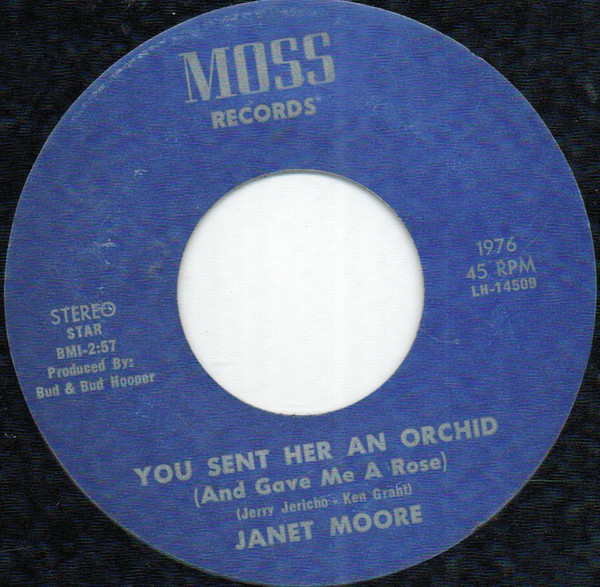 MOSS
RECORDS
1976
45 RPM
LH-14509
STEREO
STAR
BMI-2:57
Produced By:
Bud & Bud Hooper
YOU SENT HER AN ORCHID
(And Gave Me A Rose)
(Jerry Jericho - Ken Grant)
JANET MOORE